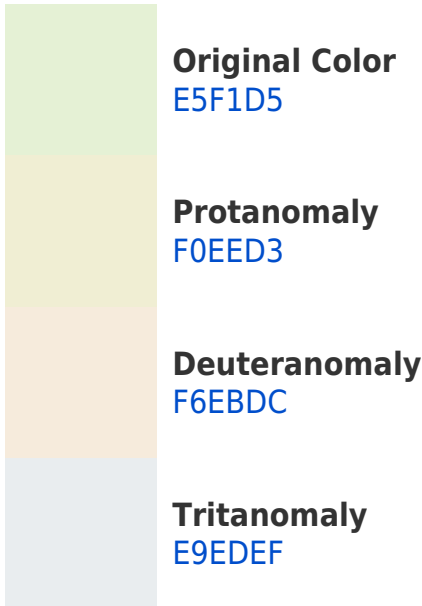 Original Color
E5F1D5
Protanomaly
F0EED3
Deuteranomaly
F6EBDC
Tritanomaly
E9EDEF